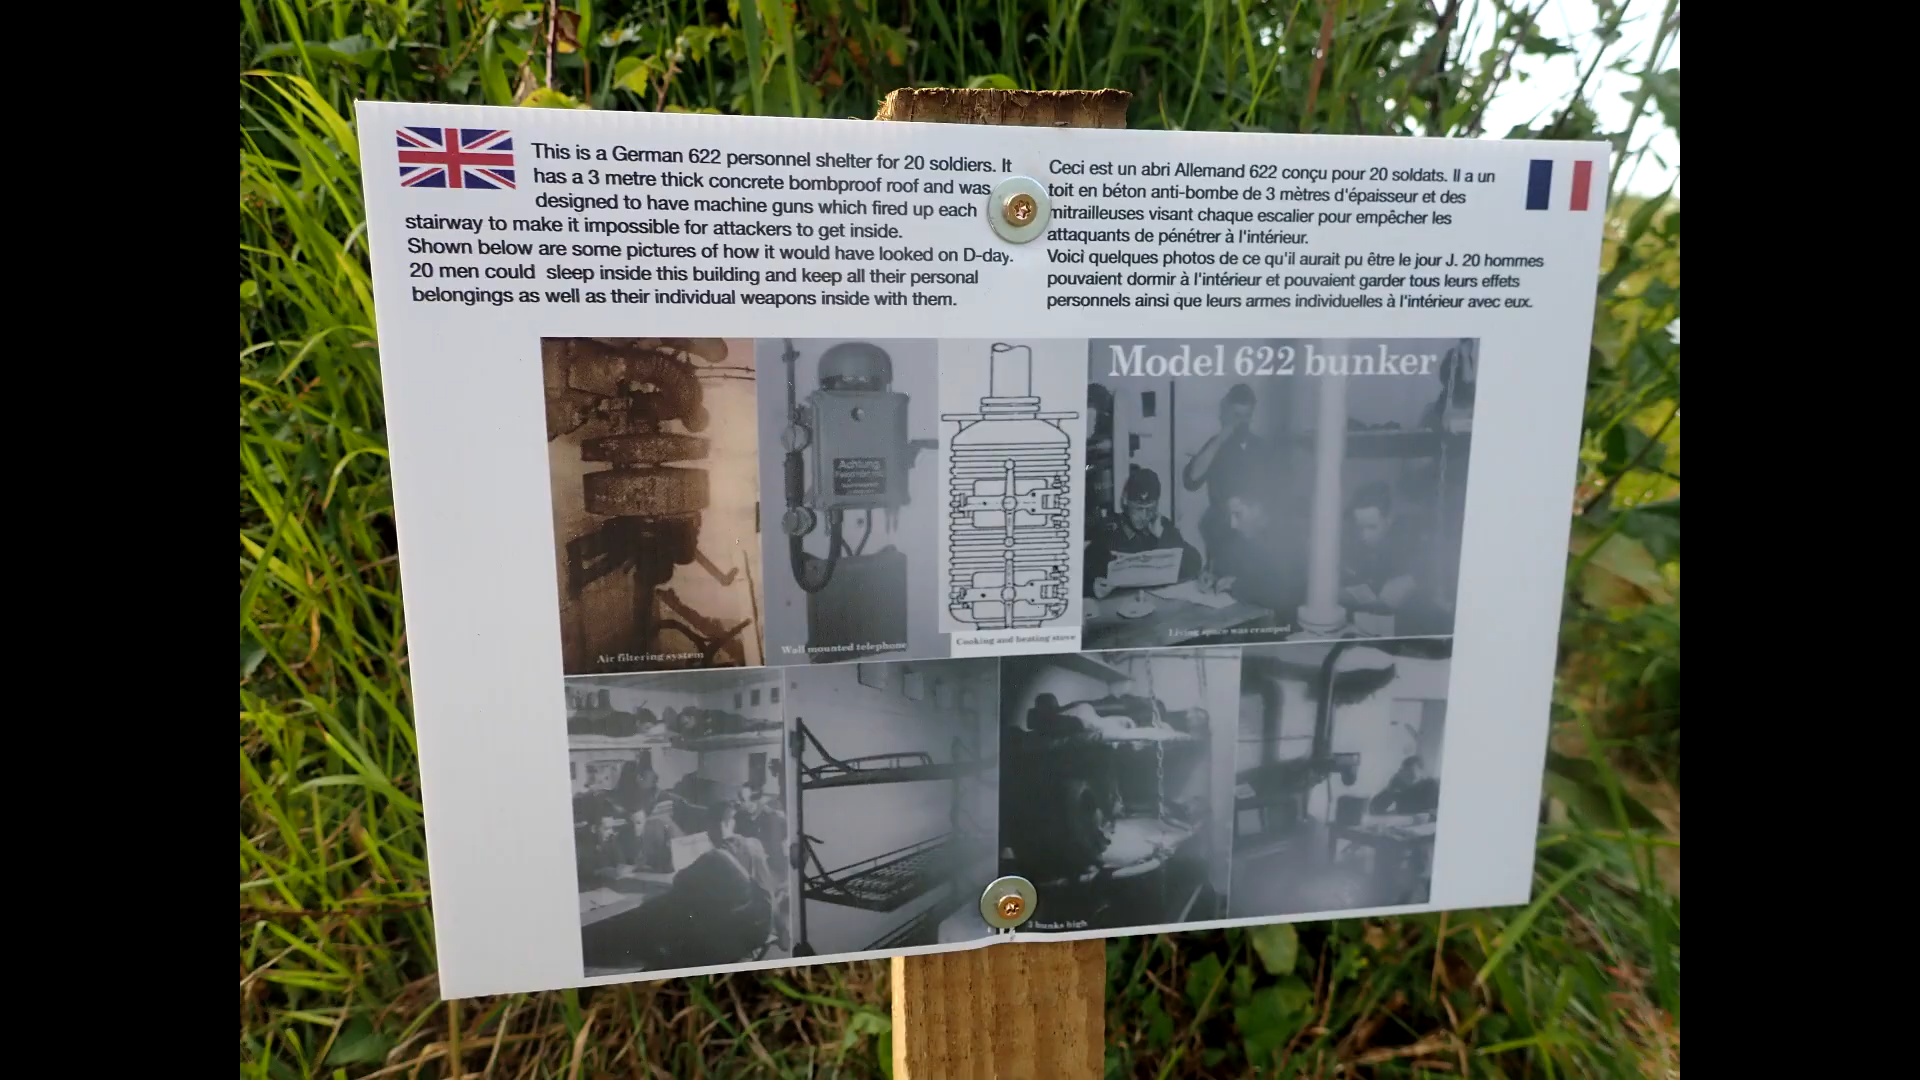 This is a German 622 personnel shelter for 20 soldiers. It
has a 3 metre thick concrete bombproof roof and was
designed to have machine guns which fired up each
stairway to make it impossible for attackers to get inside.
Shown below are some pictures of how it would have looked on D-day.
20 men could sleep inside this building and keep all their personal
belongings as well as their individual weapons inside with them.
Ceci est un abri Allemand 622 conçu pour 20 soldats. Il a un
toit en béton anti-bombe de 3 mètres d'épaisseur et des
mitrailleuses visant chaque escalier pour empêcher les
attaquants de pénétrer à l'intérieur.
Voici quelques photos de ce qu'il aurait pu être le jour J. 20 hommes
pouvaient dormir à l'intérieur et pouvaient garder tous leurs effets
personnels ainsi que leurs armes individuelles à l'intérieur avec eux.
Model 622 bunker
Achtung
Air filtering system
Wall mounted telephone
Cooking and heating stove
Living space was cramped
3 bunks high